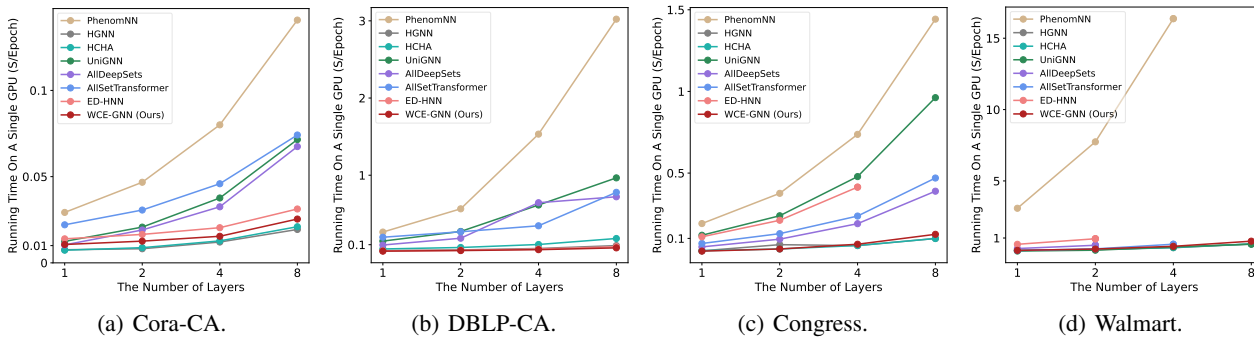 Running Time On A Single GPU (S/Epoch)
0.1
0.05
0.01
0
PhenomNN
HGNN
HCHA
UniGNN
AllDeepSets
AllSetTransformer
ED-HNN
WCE-GNN (Ours)
1 2 4 8
The Number of Layers
(a) Cora-CA.
Running Time On A Single GPU (S/Epoch)
3
2
1
0.1
PhenomNN
HGNN
HCHA
UniGNN
AllDeepSets
AllSetTransformer
ED-HNN
WCE-GNN (Ours)
1 2 4 8
The Number of Layers
(b) DBLP-CA.
Running Time On A Single GPU (S/Epoch)
1.5
1
0.5
0.1
PhenomNN
HGNN
HCHA
UniGNN
AllDeepSets
AllSetTransformer
ED-HNN
WCE-GNN (Ours)
1 2 4 8
The Number of Layers
(c) Congress.
Running Time On A Single GPU (S/Epoch)
15
10
5
1
PhenomNN
HGNN
HCHA
UniGNN
AllDeepSets
AllSetTransformer
ED-HNN
WCE-GNN (Ours)
1 2 4 8
The Number of Layers
(d) Walmart.